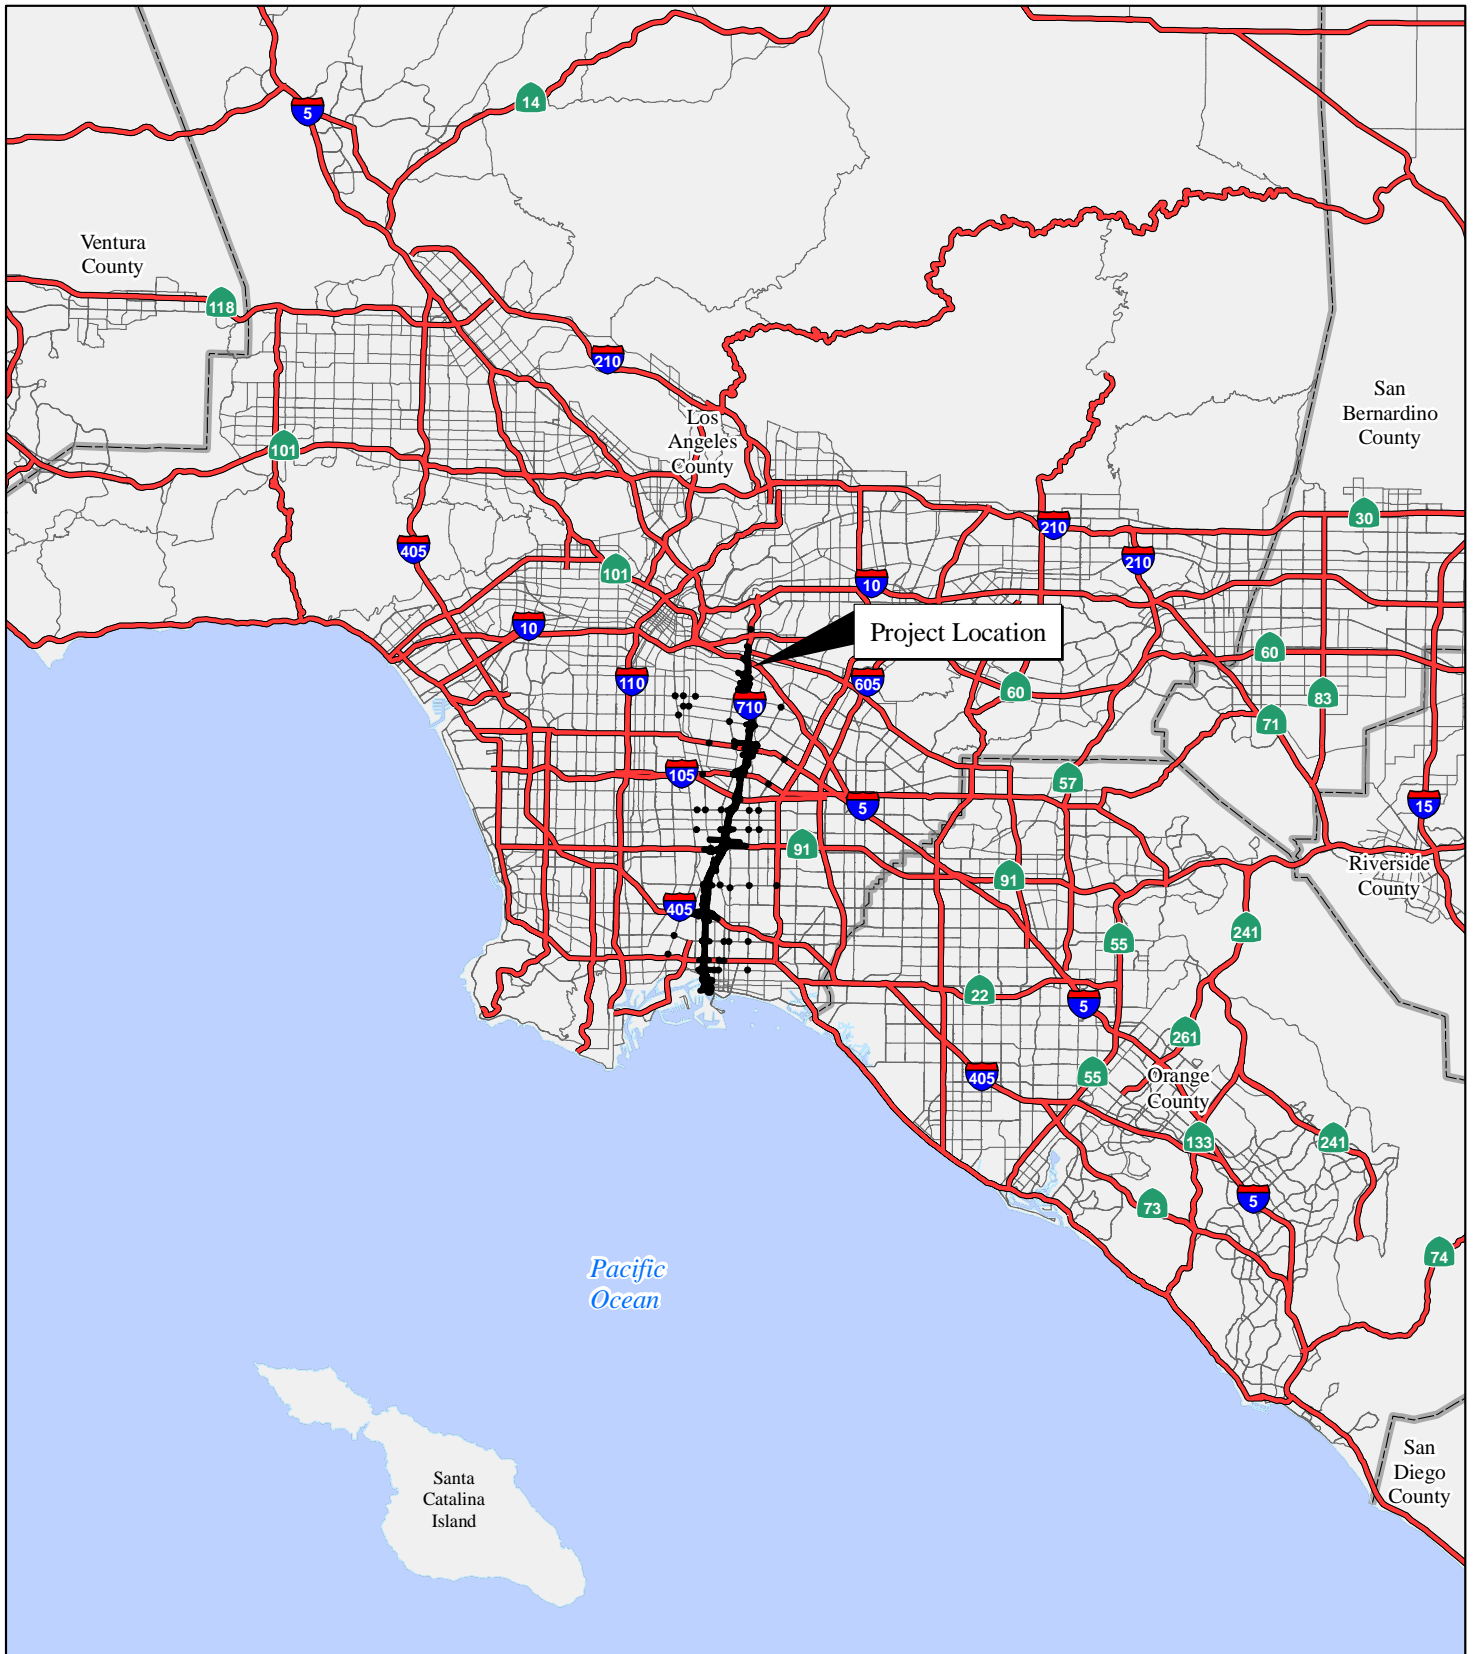 14
5
Ventura
County
118
210
San
Bernardino
County
Los
Angeles
County
101
30
210
405
210
101
10
10
Project Location
60
110
605
60
83
710
71
105
57
5
15
91
Riverside
County
91
405
241
55
22
5
261
405
55
Orange
County
133
241
5
73
74
Pacific
Ocean
San
Diego
County
Santa
Catalina
Island